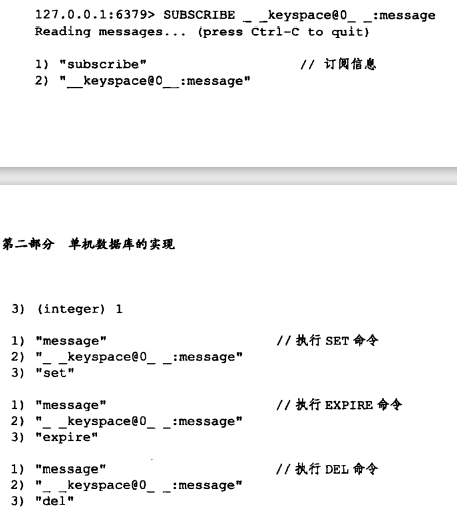 127.0.0.1:6379> SUBSCRIBE _ _keyspace@0_ _:message
Reading messages... (press Ctrl-C to quit)
1) "subscribe" // 订阅信息
2) "__keyspace@0__:message"
第二部分 单机数据库的实现
3) (integer) 1
1) "message" // 执行 SET 命令
2) "_ _keyspace@0_ _:message"
3) "set"
1) "message" // 执行 EXPIRE 命令
2) "_ _keyspace@0_ _:message"
3) "expire"
1) "message" // 执行 DEL 命令
2) "_ _keyspace@0_ _:message"
3) "del"